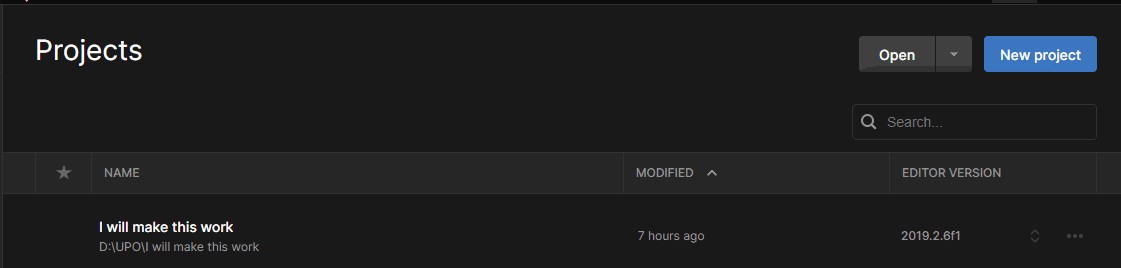 Projects
Open
New project
Search...
NAME MODIFIED EDITOR VERSION
I will make this work
D:\UPO\I will make this work
7 hours ago
2019.2.6f1